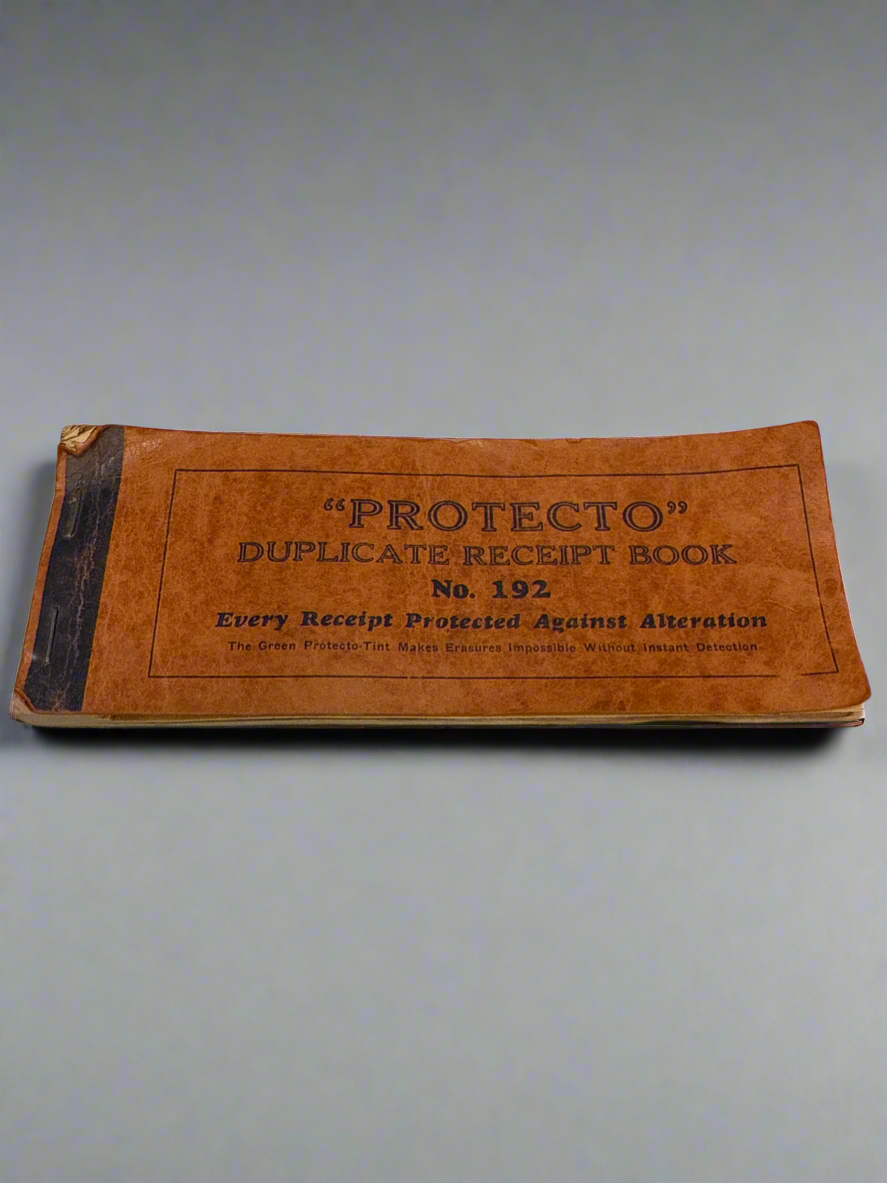 “PROTECTO”
DUPLICATE RECEIPT BOOK
No. 192
Every Receipt Protected Against Alteration
The Green Protecto-Tint Makes Erasures Impossible Without Instant Detection